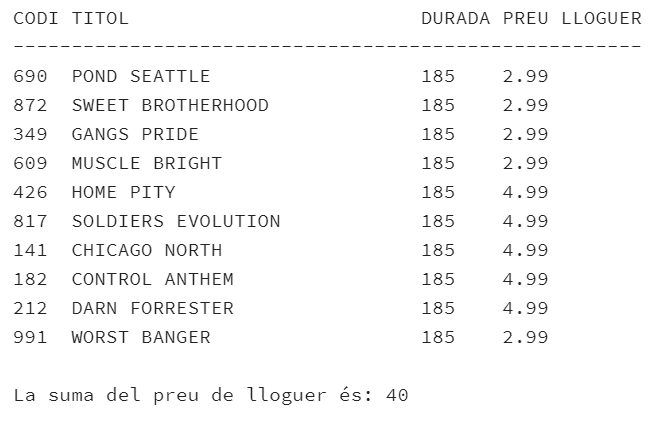 CODI TITOL                              DURADA PREU LLOGUER
------------------------------------------------------
690  POND SEATTLE                  185    2.99
872  SWEET BROTHERHOOD             185    2.99
349  GANGS PRIDE                   185    2.99
609  MUSCLE BRIGHT                 185    2.99
426  HOME PITY                     185    4.99
817  SOLDIERS EVOLUTION            185    4.99
141  CHICAGO NORTH                 185    4.99
182  CONTROL ANTHEM                185    4.99
212  DARN FORRESTER                185    4.99
991  WORST BANGER                  185    2.99
La suma del preu de lloguer és: 40